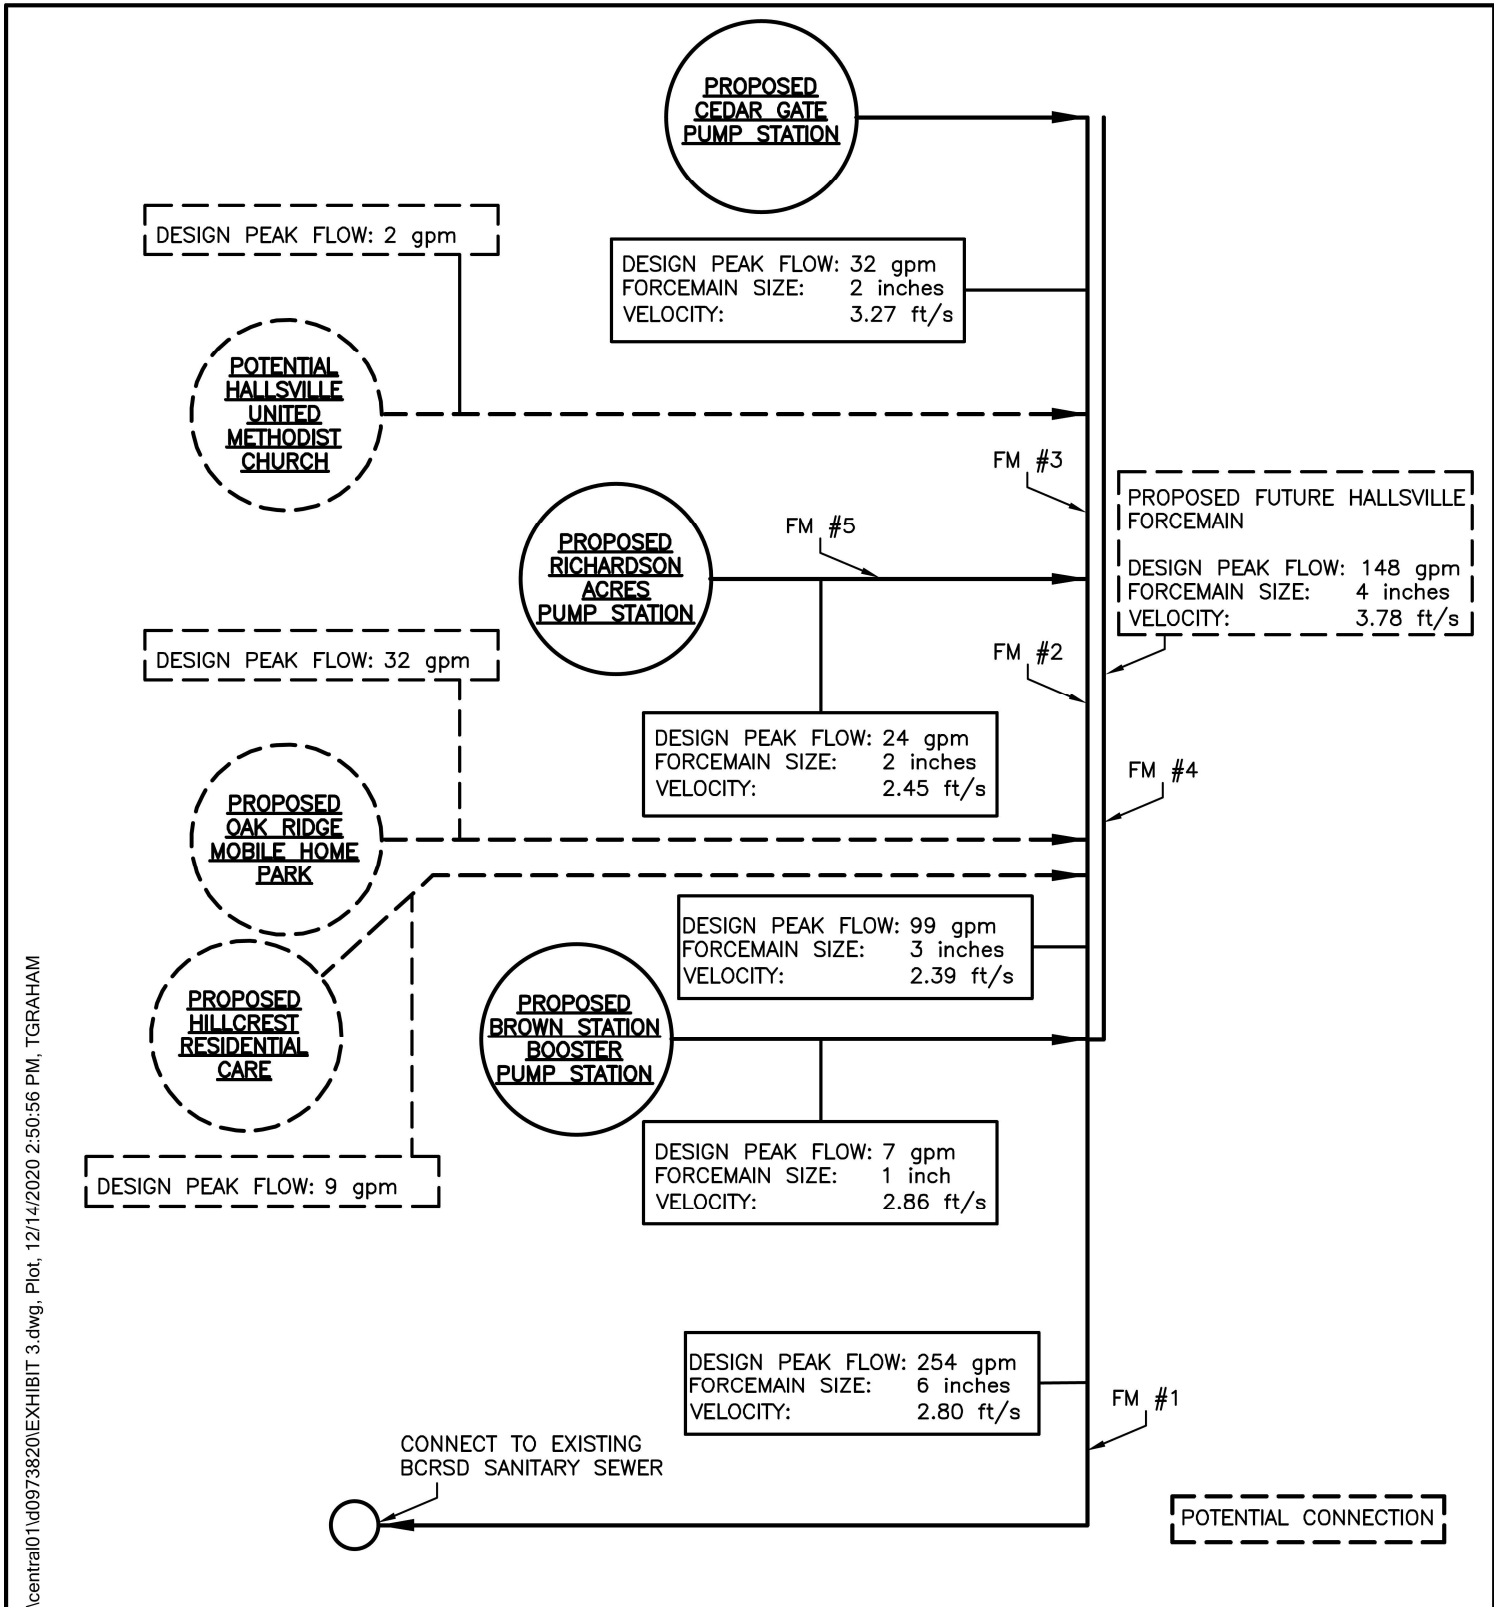 PROPOSED
CEDAR GATE
PUMP STATION
DESIGN PEAK FLOW: 2 gpm
DESIGN PEAK FLOW: 32 gpm
FORCEMAIN SIZE: 2 inches
VELOCITY: 3.27 ft/s
POTENTIAL
HALLSVILLE
UNITED
METHODIST
CHURCH
FM #3
PROPOSED FUTURE HALLSVILLE
FORCEMAIN
DESIGN PEAK FLOW: 148 gpm
FORCEMAIN SIZE: 4 inches
VELOCITY: 3.78 ft/s
FM #5
PROPOSED
RICHARDSON
ACRES
PUMP STATION
DESIGN PEAK FLOW: 32 gpm
FM #2
DESIGN PEAK FLOW: 24 gpm
FORCEMAIN SIZE: 2 inches
VELOCITY: 2.45 ft/s
FM #4
PROPOSED
OAK RIDGE
MOBILE HOME
PARK
DESIGN PEAK FLOW: 99 gpm
FORCEMAIN SIZE: 3 inches
VELOCITY: 2.39 ft/s
PROPOSED
HILLCREST
RESIDENTIAL
CARE
PROPOSED
BROWN STATION
BOOSTER
PUMP STATION
DESIGN PEAK FLOW: 9 gpm
DESIGN PEAK FLOW: 7 gpm
FORCEMAIN SIZE: 1 inch
VELOCITY: 2.86 ft/s
DESIGN PEAK FLOW: 254 gpm
FORCEMAIN SIZE: 6 inches
VELOCITY: 2.80 ft/s
FM #1
CONNECT TO EXISTING
BCRSD SANITARY SEWER
POTENTIAL CONNECTION
\central01\d0973820\EXHIBIT 3.dwg, Plot, 12/14/2020 2:50:56 PM, TGRAHAM